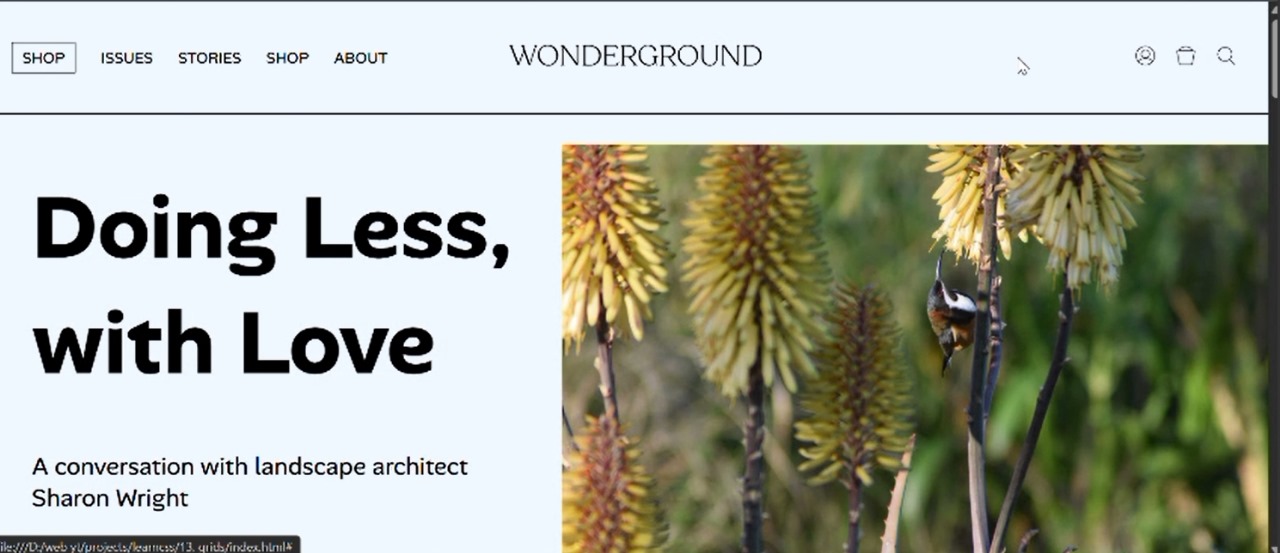 SHOP ISSUES STORIES SHOP ABOUT WONDERGROUND
Doing Less,
with Love
A conversation with landscape architect
Sharon Wright
ile:///D:/web yt/projects/learncss/13. grids/index.html#